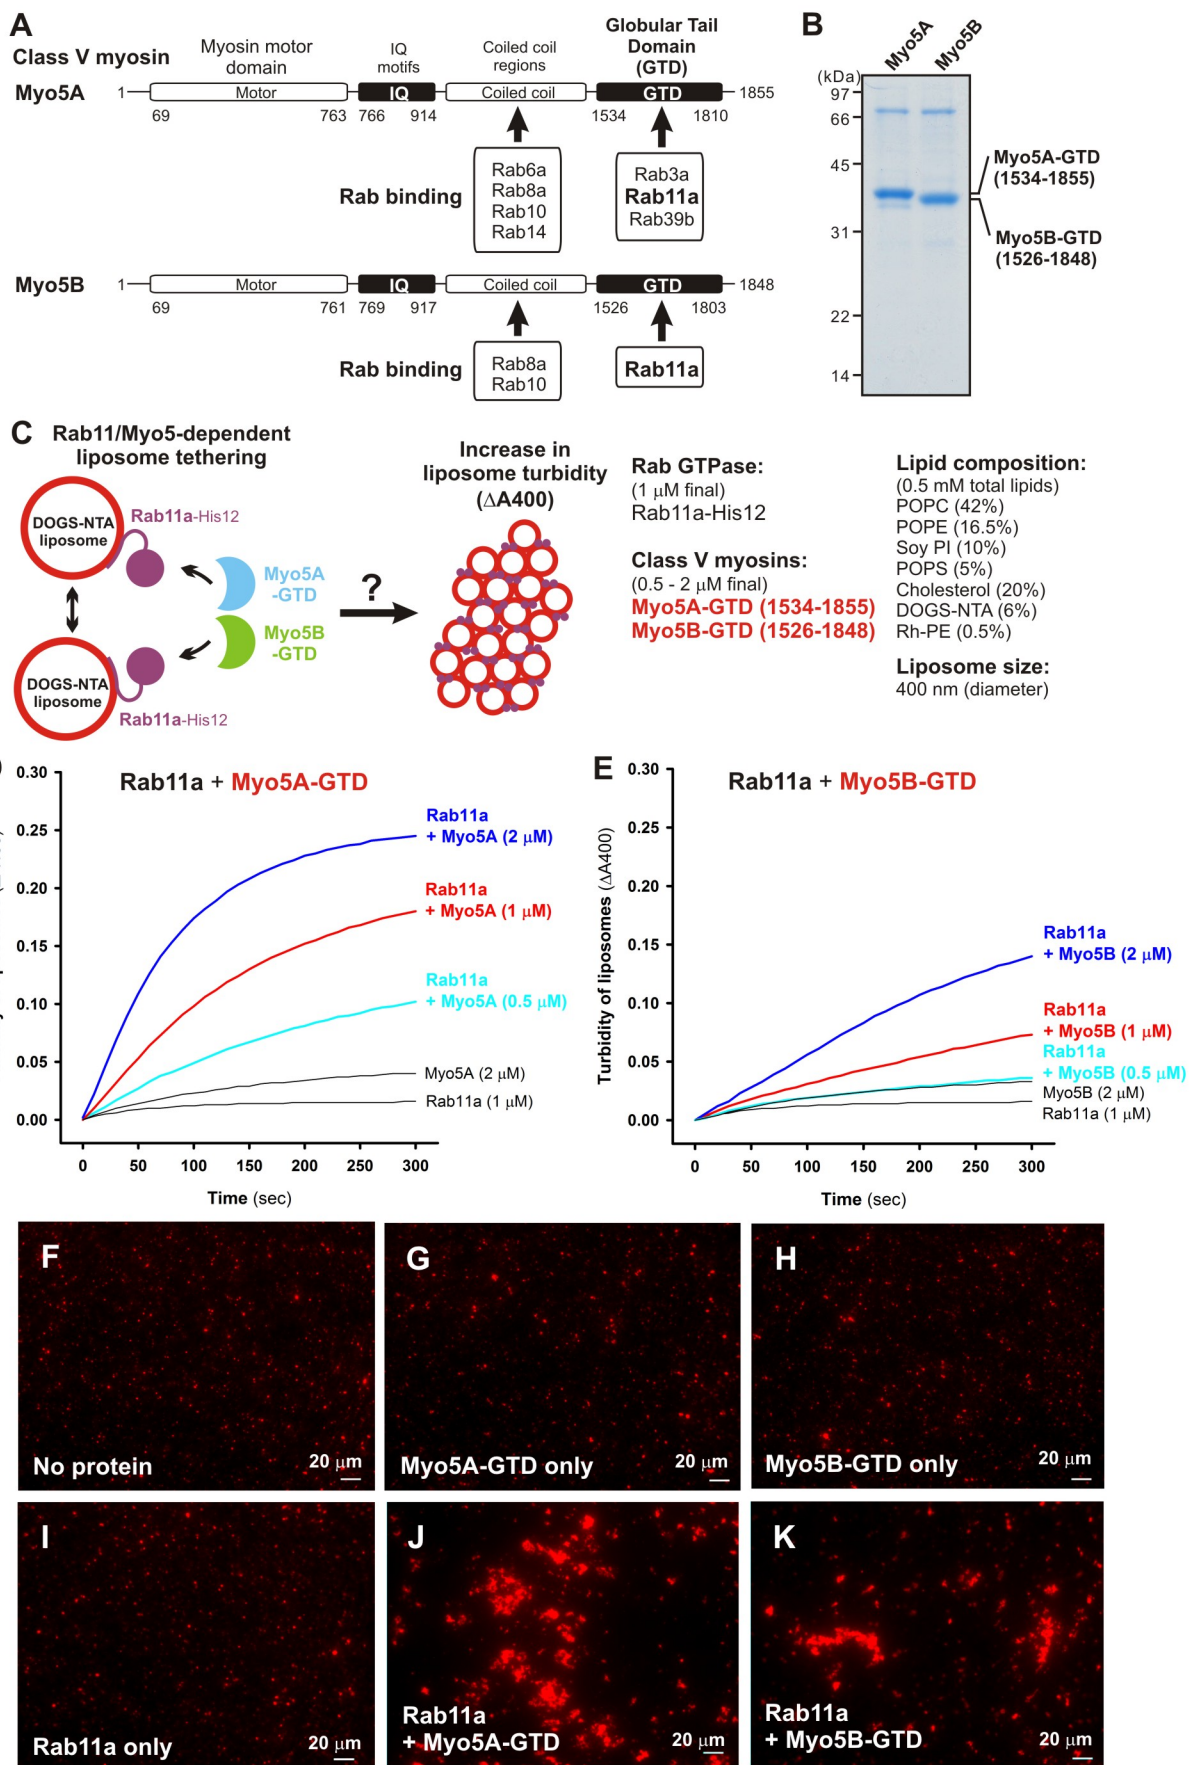 A
Class V myosin
Myosin motor
domain
IQ
motifs
Coiled coil
regions
Globular Tail
Domain
(GTD)
Myo5A
1
Motor
IQ
Coiled coil
GTD
1855
69
763
766
914
1534
1810
Rab binding
Rab6a
Rab8a
Rab10
Rab14
Rab3a
Rab11a
Rab39b
Myo5B
1
Motor
IQ
Coiled coil
GTD
1848
69
761
769
917
1526
1803
Rab binding
Rab8a
Rab10
Rab11a
B
Myo5A
Myo5B
(kDa)
97
66
45
31
22
14
Myo5A-GTD
(1534-1855)
Myo5B-GTD
(1526-1848)
C
Rab11/Myo5-dependent
liposome tethering
DOGS-NTA
liposome
Rab11a-His12
Myo5A
-GTD
Myo5B
-GTD
DOGS-NTA
liposome
Rab11a-His12
?
Increase in
liposome turbidity
(ΔA400)
Rab GTPase:
(1 μM final)
Rab11a-His12
Class V myosins:
(0.5 - 2 μM final)
Myo5A-GTD (1534-1855)
Myo5B-GTD (1526-1848)
Lipid composition:
(0.5 mM total lipids)
POPC (42%)
POPE (16.5%)
Soy PI (10%)
POPS (5%)
Cholesterol (20%)
DOGS-NTA (6%)
Rh-PE (0.5%)
Liposome size:
400 nm (diameter)
Rab11a + Myo5A-GTD
0.30
0.25
0.20
0.15
0.10
0.05
0.00
0 50 100 150 200 250 300
Time (sec)
Rab11a
+ Myo5A (2 μM)
Rab11a
+ Myo5A (1 μM)
Rab11a
+ Myo5A (0.5 μM)
Myo5A (2 μM)
Rab11a (1 μM)
E
Rab11a + Myo5B-GTD
Turbidity of liposomes (ΔA400)
0.30
0.25
0.20
0.15
0.10
0.05
0.00
0 50 100 150 200 250 300
Time (sec)
Rab11a
+ Myo5B (2 μM)
Rab11a
+ Myo5B (1 μM)
Rab11a
+ Myo5B (0.5 μM)
Myo5B (2 μM)
Rab11a (1 μM)
F
No protein
20 μm
G
Myo5A-GTD only
20 μm
H
Myo5B-GTD only
20 μm
I
Rab11a only
20 μm
J
Rab11a
+ Myo5A-GTD
20 μm
K
Rab11a
+ Myo5B-GTD
20 μm